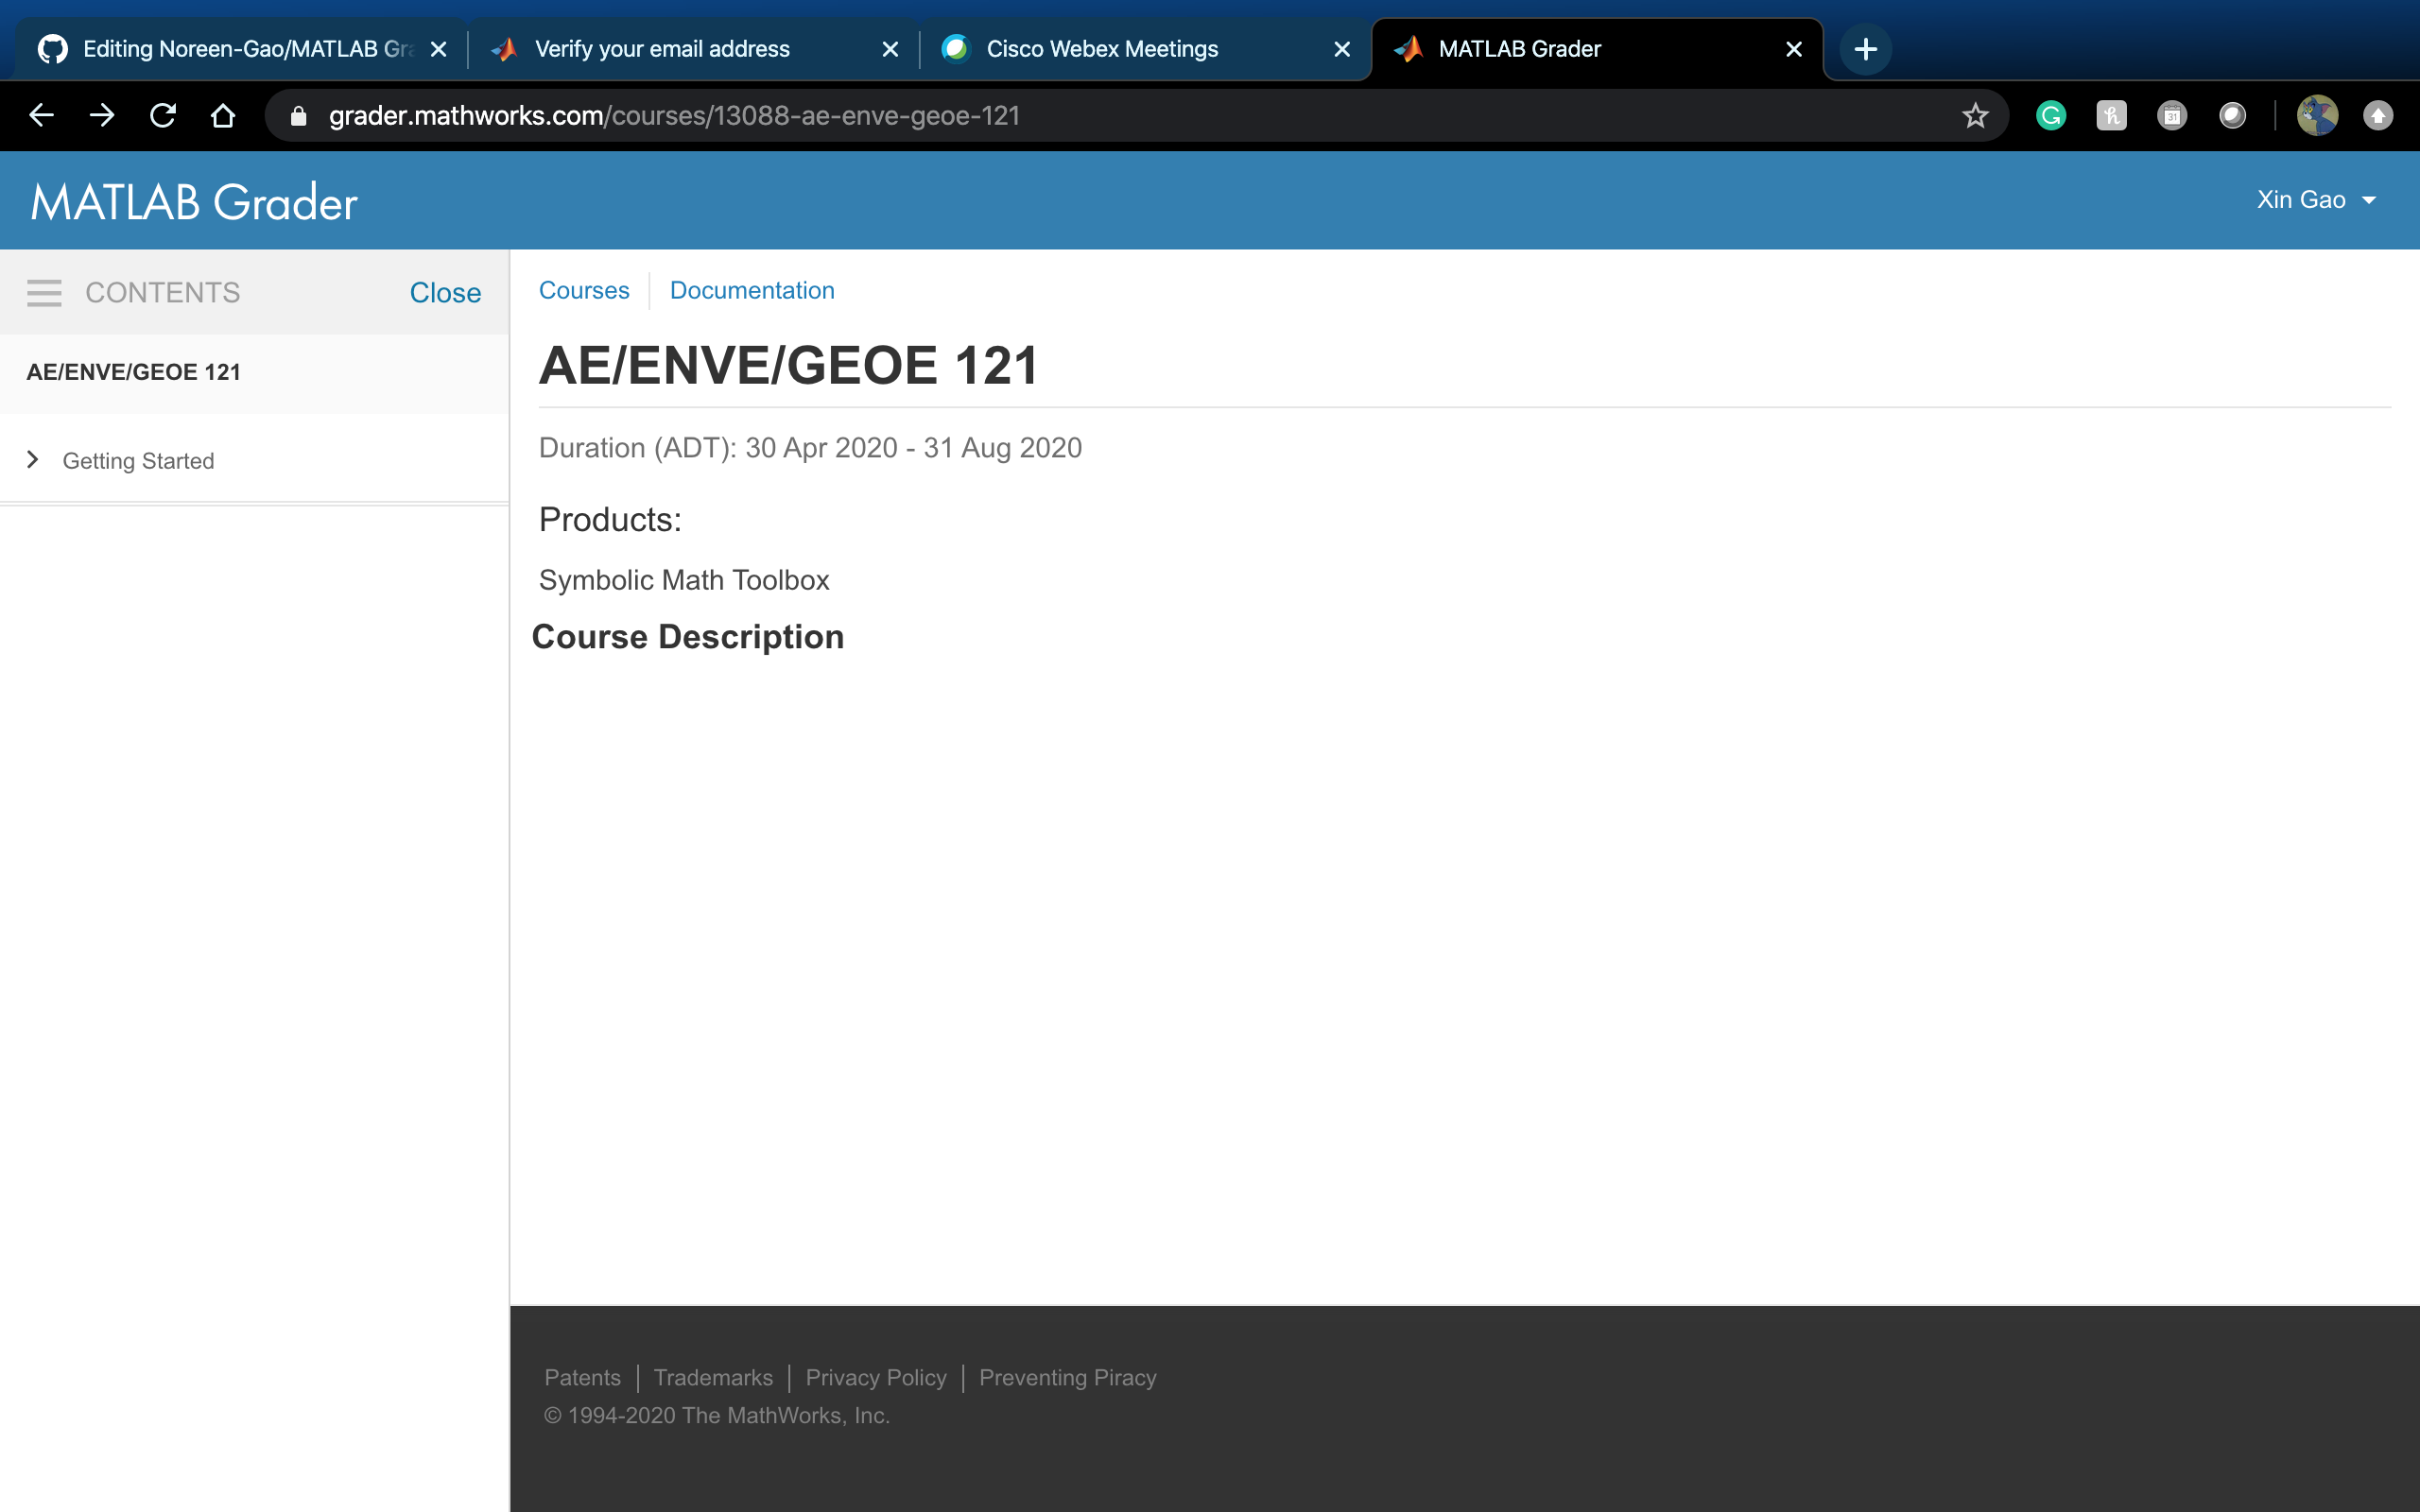 Editing Noreen-Gao/MATLAB Gra
Verify your email address
Cisco Webex Meetings
MATLAB Grader
grader.mathworks.com/courses/13088-ae-enve-geoe-121
31
MATLAB Grader
Xin Gao
CONTENTS
Close
AE/ENVE/GEOE 121
Getting Started
Courses
Documentation
AE/ENVE/GEOE 121
Duration (ADT): 30 Apr 2020 - 31 Aug 2020
Products:
Symbolic Math Toolbox
Course Description
Patents
Trademarks
Privacy Policy
Preventing Piracy
© 1994-2020 The MathWorks, Inc.